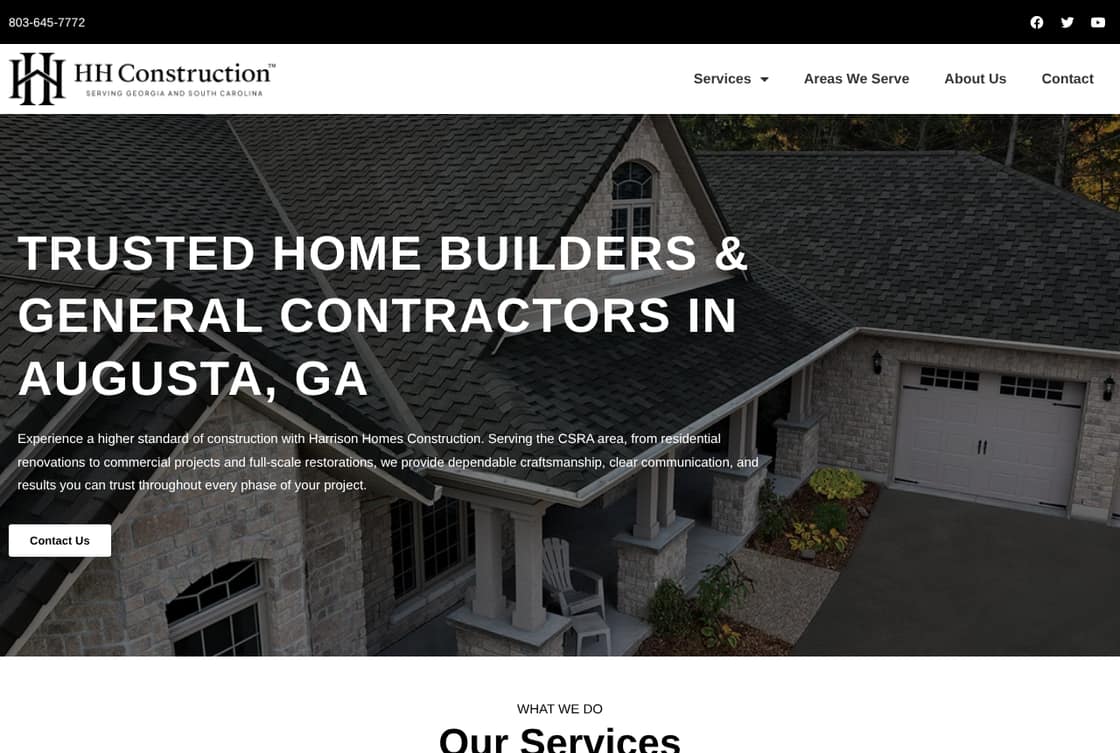 803-645-7772
HH Construction™
SERVING GEORGIA AND SOUTH CAROLINA
Services
Areas We Serve
About Us
Contact
TRUSTED HOME BUILDERS &
GENERAL CONTRACTORS IN
AUGUSTA, GA
Experience a higher standard of construction with Harrison Homes Construction. Serving the CSRA area, from residential
renovations to commercial projects and full-scale restorations, we provide dependable craftsmanship, clear communication, and
results you can trust throughout every phase of your project.
Contact Us
WHAT WE DO
Our Services